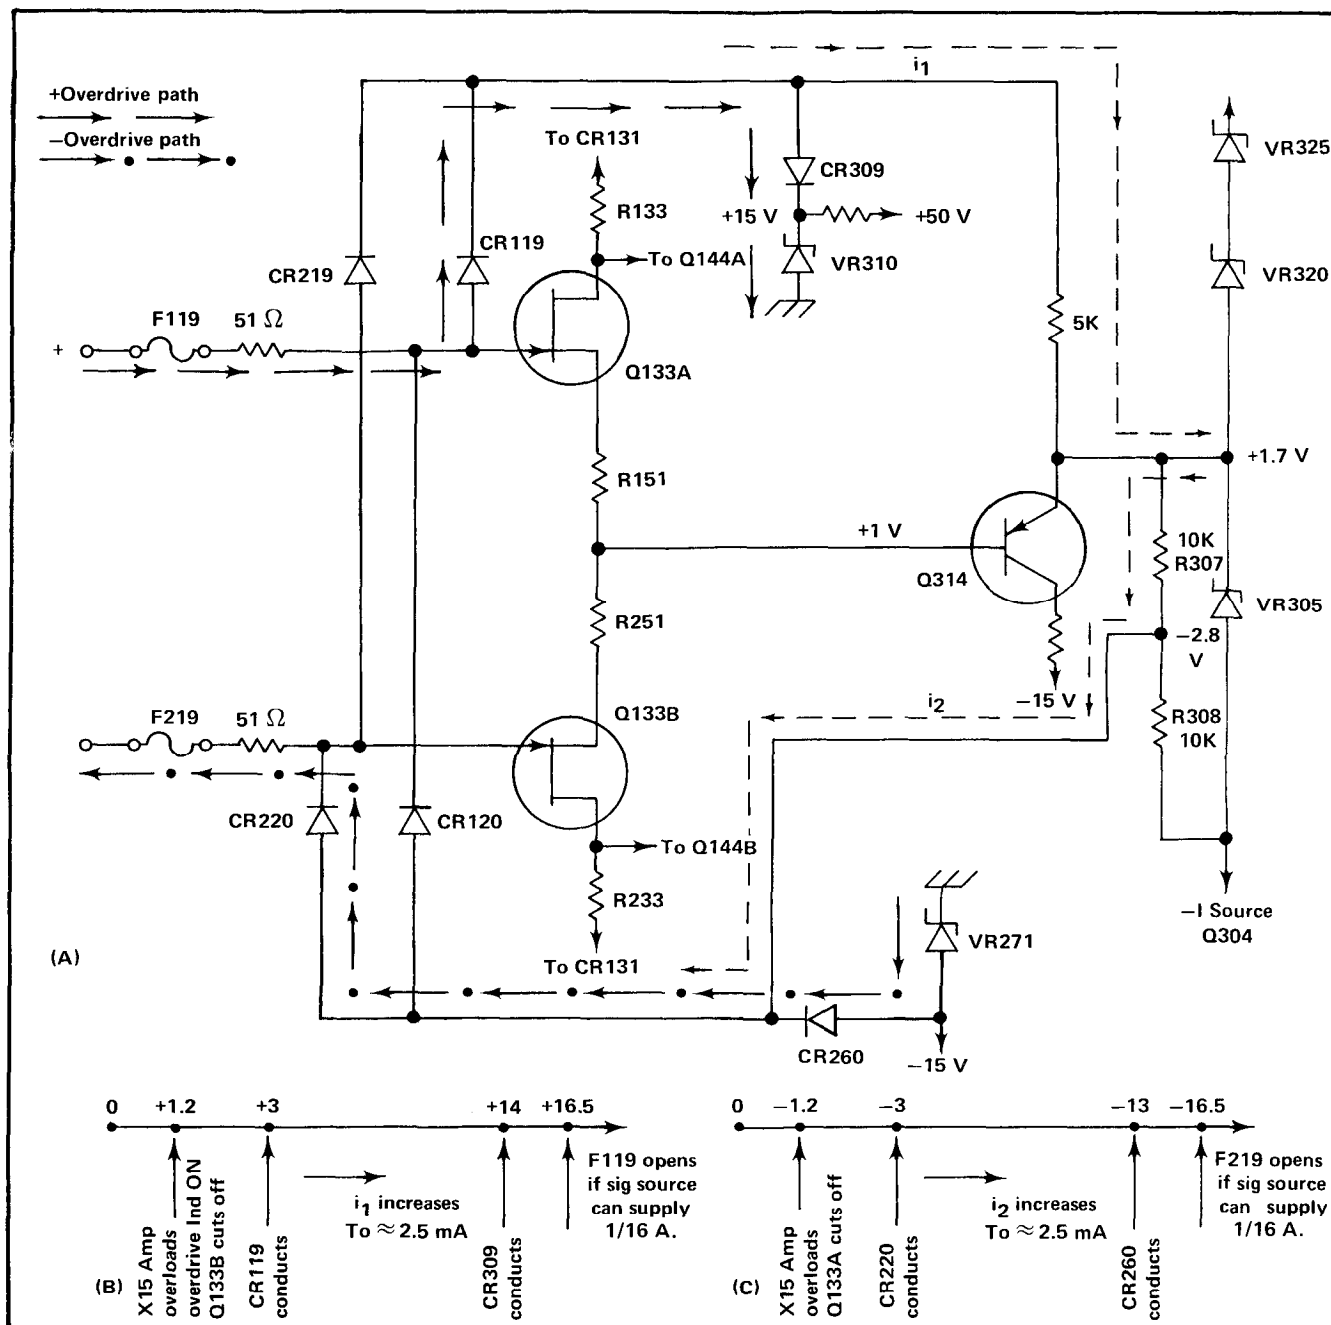 +Overdrive path
−Overdrive path
i1
To CR131
R133
CR309
VR325
+15 V
+50 V
CR119
To Q144A
VR310
VR320
CR219
F119
51 Ω
5K
+
Q133A
+1.7 V
R151
+1 V
10K
R307
Q314
VR305
R251
−2.8
V
F219
51 Ω
Q133B
i2
−15 V
R308
10K
CR220
CR120
To Q144B
R233
−I Source
Q304
VR271
(A)
To CR131
CR260
−15 V
0
+1.2
+3
+14
+16.5
X15 Amp
overloads
overdrive Ind ON
Q133B cuts off
CR119
conducts
i1 increases
To ≈ 2.5 mA
CR309
conducts
F119 opens
if sig source
can supply
1/16 A.
(B)
0
−1.2
−3
−13
−16.5
X15 Amp
overloads
Q133A cuts off
CR220
conducts
i2 increases
To ≈ 2.5 mA
CR260
conducts
F219 opens
if sig source
can supply
1/16 A.
(C)